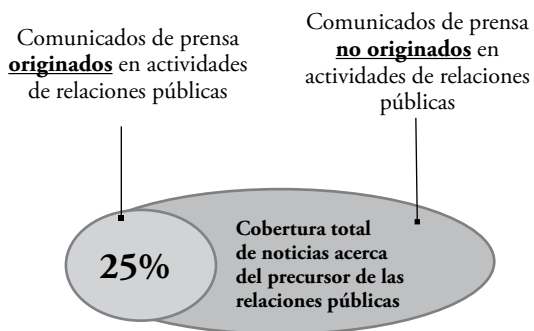 Comunicados de prensa
originados en actividades
de relaciones públicas
Comunicados de prensa
no originados en
actividades de relaciones
públicas
25%
Cobertura total
de noticias acerca
del precursor de las
relaciones públicas